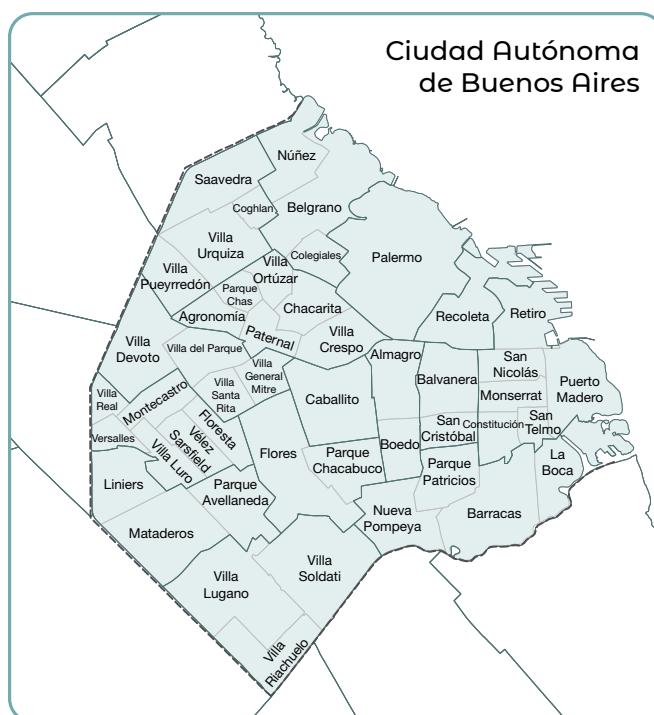 Ciudad Autónoma
de Buenos Aires
Núñez
Saavedra
Coghlan
Belgrano
Villa
Urquiza
Colegiales
Palermo
Villa
Pueyrredón
Villa
Ortúzar
Parque
Chas
Chacarita
Agronomía
Recoleta
Retiro
Paternal
Villa
Crespo
Villa
Devoto
Villa del Parque
Almagro
San
Nicolás
Villa
General
Mitre
Balvanera
Puerto
Madero
Villa
Real
Montecastro
Villa
Santa
Rita
Caballito
Monserrat
Versalles
Floresta
Vélez
Sarsfield
Villa Luro
San
Cristóbal
Constitución
San
Telmo
Flores
Boedo
Parque
Chacabuco
La
Boca
Liniers
Parque
Avellaneda
Parque
Patricios
Nueva
Pompeya
Barracas
Mataderos
Villa
Soldati
Villa
Lugano
Villa
Riachuelo